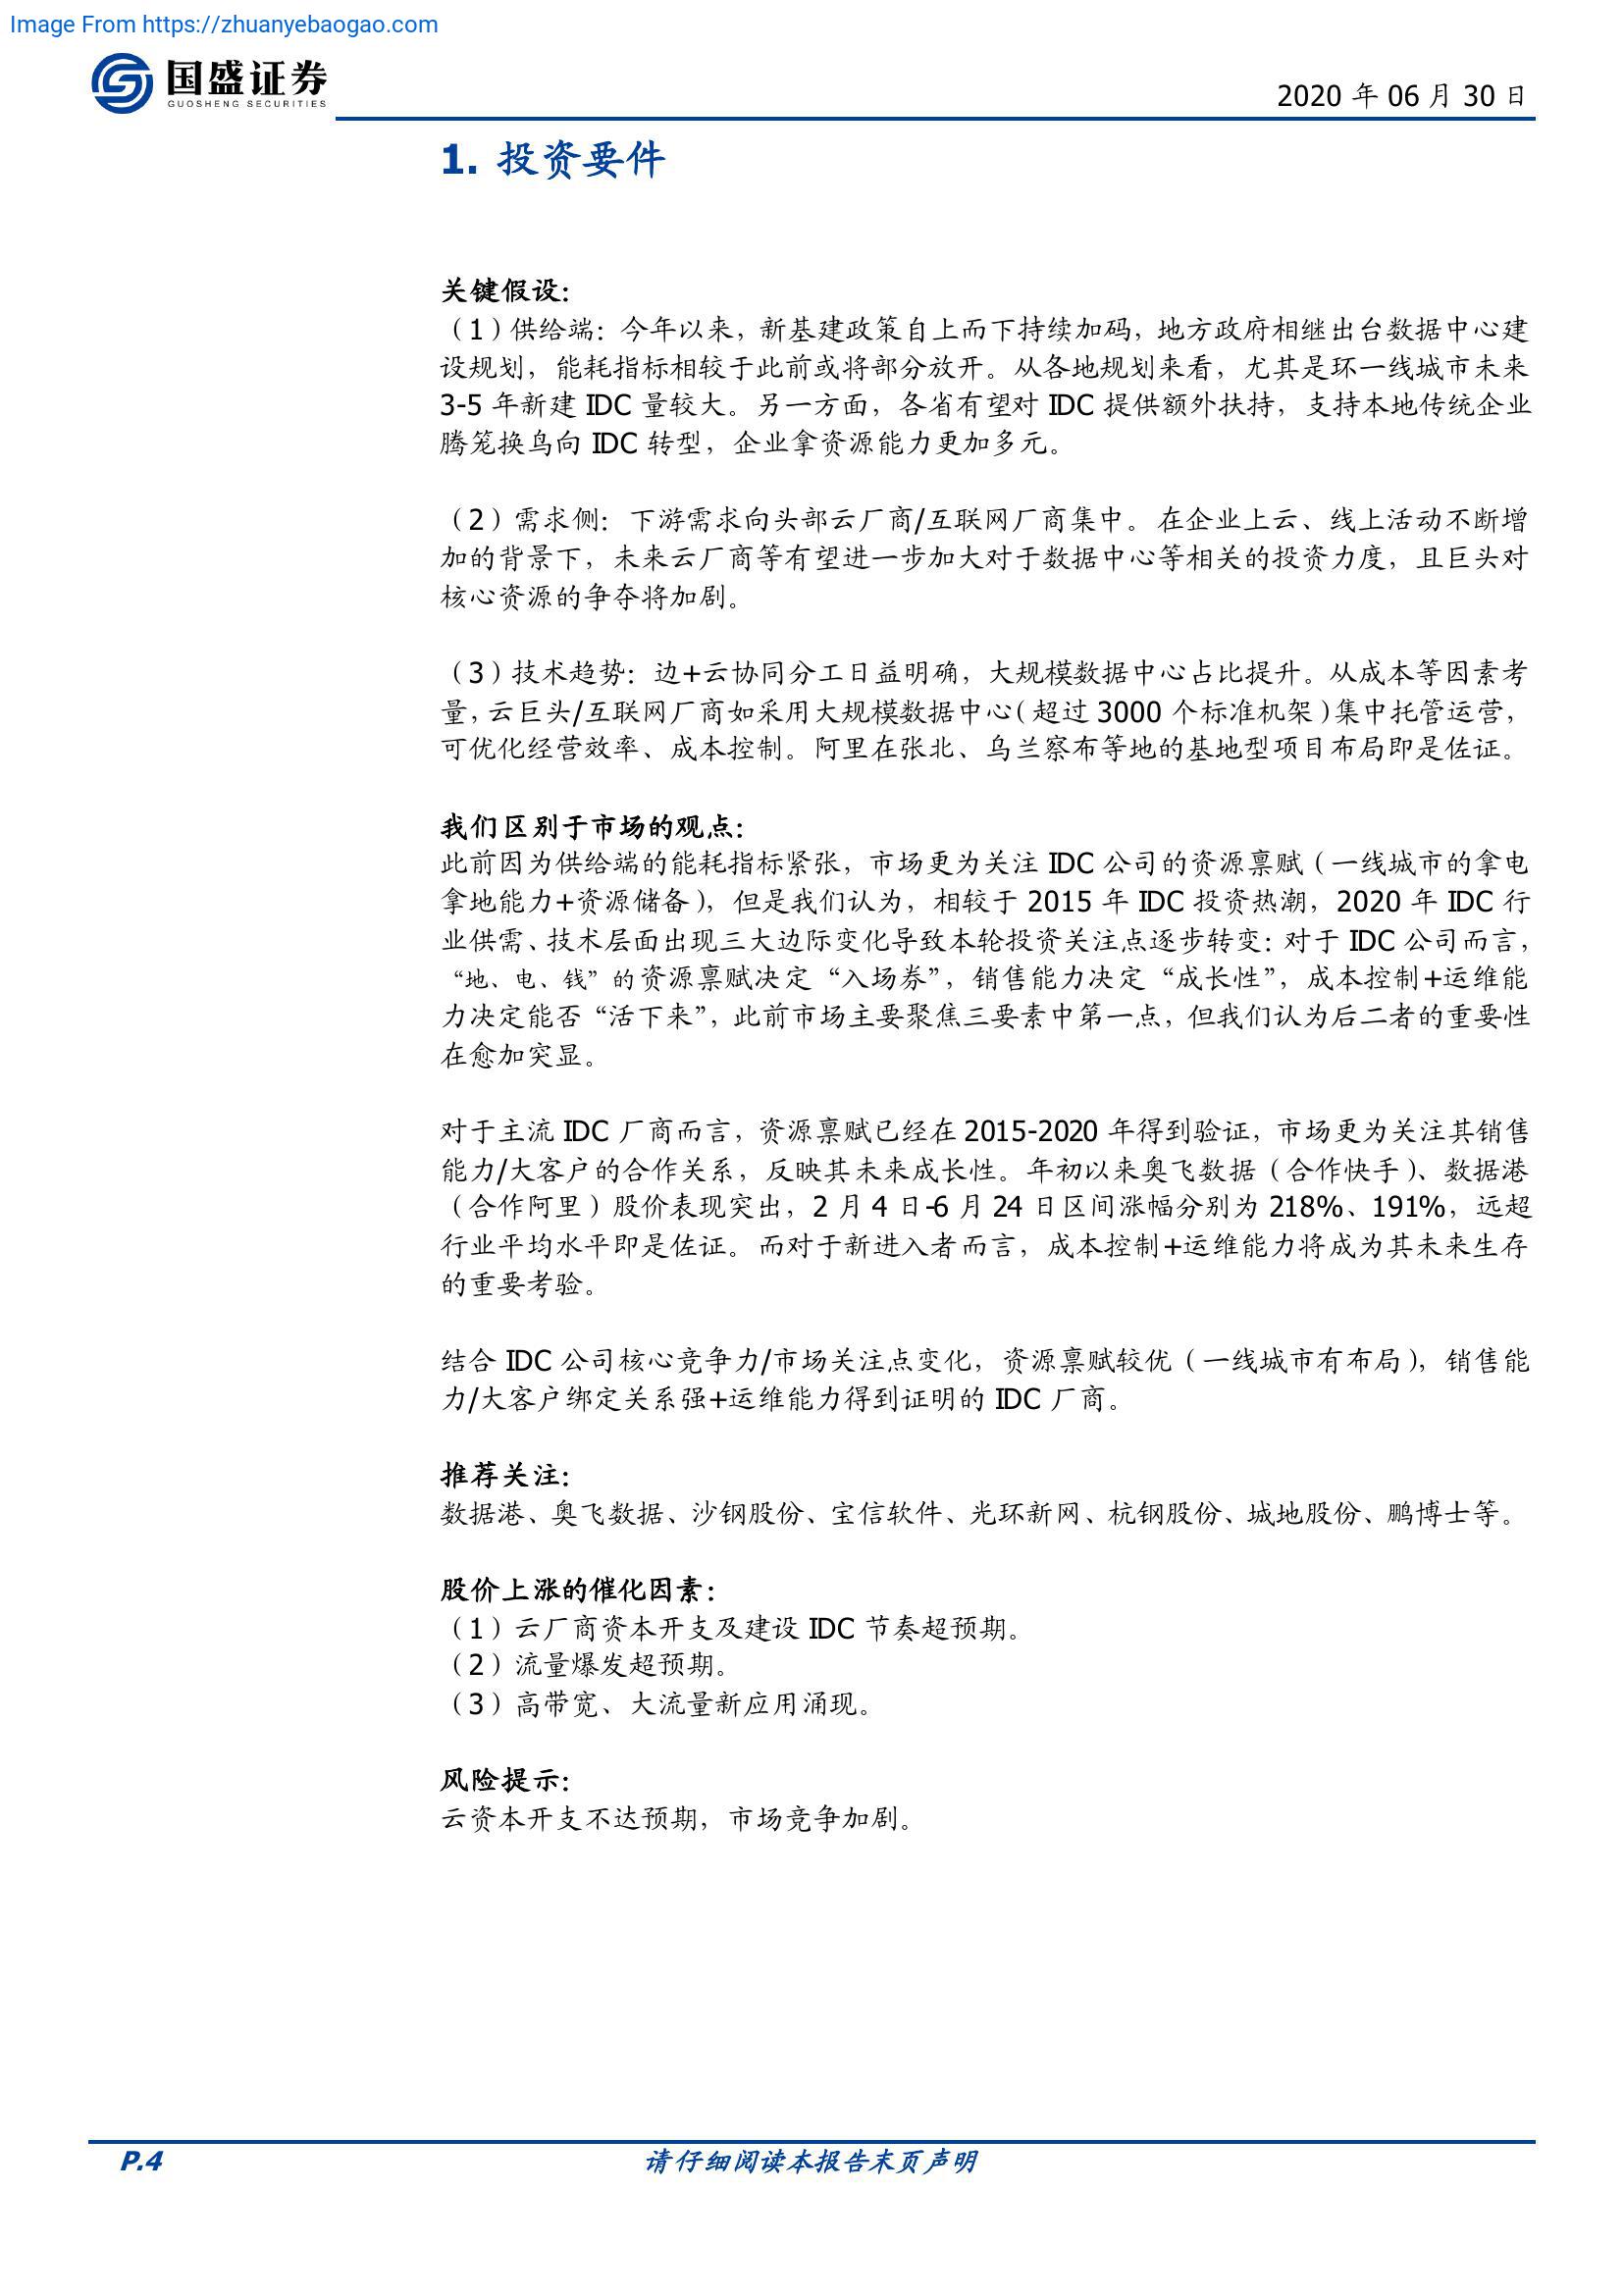 Image From https://zhuanyebaogao.com
国盛证券
GUOSHENG SECURITIES
2020 年 06 月 30 日
1. 投资要件
关键假设：
（1）供给端：今年以来，新基建政策自上而下持续加码，地方政府相继出台数据中心建
设规划，能耗指标相较于此前或将部分放开。从各地规划来看，尤其是环一线城市未来
3-5 年新建 IDC 量较大。另一方面，各省有望对 IDC 提供额外扶持，支持本地传统企业
腾笼换鸟向 IDC 转型，企业拿资源能力更加多元。
（2）需求侧：下游需求向头部云厂商/互联网厂商集中。在企业上云、线上活动不断增
加的背景下，未来云厂商等有望进一步加大对于数据中心等相关的投资力度，且巨头对
核心资源的争夺将加剧。
（3）技术趋势：边+云协同分工日益明确，大规模数据中心占比提升。从成本等因素考
量，云巨头/互联网厂商如采用大规模数据中心（超过 3000 个标准机架）集中托管运营，
可优化经营效率、成本控制。阿里在张北、乌兰察布等地的基地型项目布局即是佐证。
我们区别于市场的观点：
此前因为供给端的能耗指标紧张，市场更为关注 IDC 公司的资源禀赋（一线城市的拿电
拿地能力+资源储备），但是我们认为，相较于 2015 年 IDC 投资热潮，2020 年 IDC 行
业供需、技术层面出现三大边际变化导致本轮投资关注点逐步转变：对于 IDC 公司而言，
“地、电、钱”的资源禀赋决定“入场券”，销售能力决定“成长性”，成本控制+运维能
力决定能否“活下来”，此前市场主要聚焦三要素中第一点，但我们认为后二者的重要性
在愈加突显。
对于主流 IDC 厂商而言，资源禀赋已经在 2015-2020 年得到验证，市场更为关注其销售
能力/大客户的合作关系，反映其未来成长性。年初以来奥飞数据（合作快手）、数据港
（合作阿里）股价表现突出，2 月 4 日-6 月 24 日区间涨幅分别为 218%、191%，远超
行业平均水平即是佐证。而对于新进入者而言，成本控制+运维能力将成为其未来生存
的重要考验。
结合 IDC 公司核心竞争力/市场关注点变化，资源禀赋较优（一线城市有布局），销售能
力/大客户绑定关系强+运维能力得到证明的 IDC 厂商。
推荐关注：
数据港、奥飞数据、沙钢股份、宝信软件、光环新网、杭钢股份、城地股份、鹏博士等。
股价上涨的催化因素：
（1）云厂商资本开支及建设 IDC 节奏超预期。
（2）流量爆发超预期。
（3）高带宽、大流量新应用涌现。
风险提示：
云资本开支不达预期，市场竞争加剧。
P.4
请仔细阅读本报告末页声明